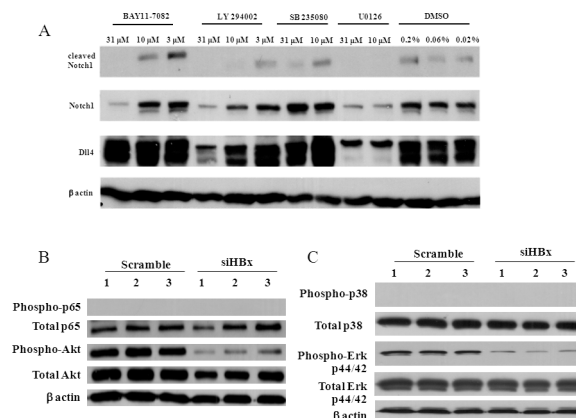 A
BAY11-7082 LY 294002 SB 235080 U0126 DMSO
31 μM 10 μM 3 μM 31 μM 10 μM 3 μM 31 μM 10 μM 31 μM 10 μM 0.2% 0.06% 0.02%
cleaved
Notch1
Notch1
Dll4
β actin
B
Scramble siHBx
1 2 3 1 2 3
Phospho-p65
Total p65
Phospho-Akt
Total Akt
β actin
C
Scramble siHBx
1 2 3 1 2 3
Phospho-p38
Total p38
Phospho-Erk
p44/42
Total Erk
p44/42
β actin